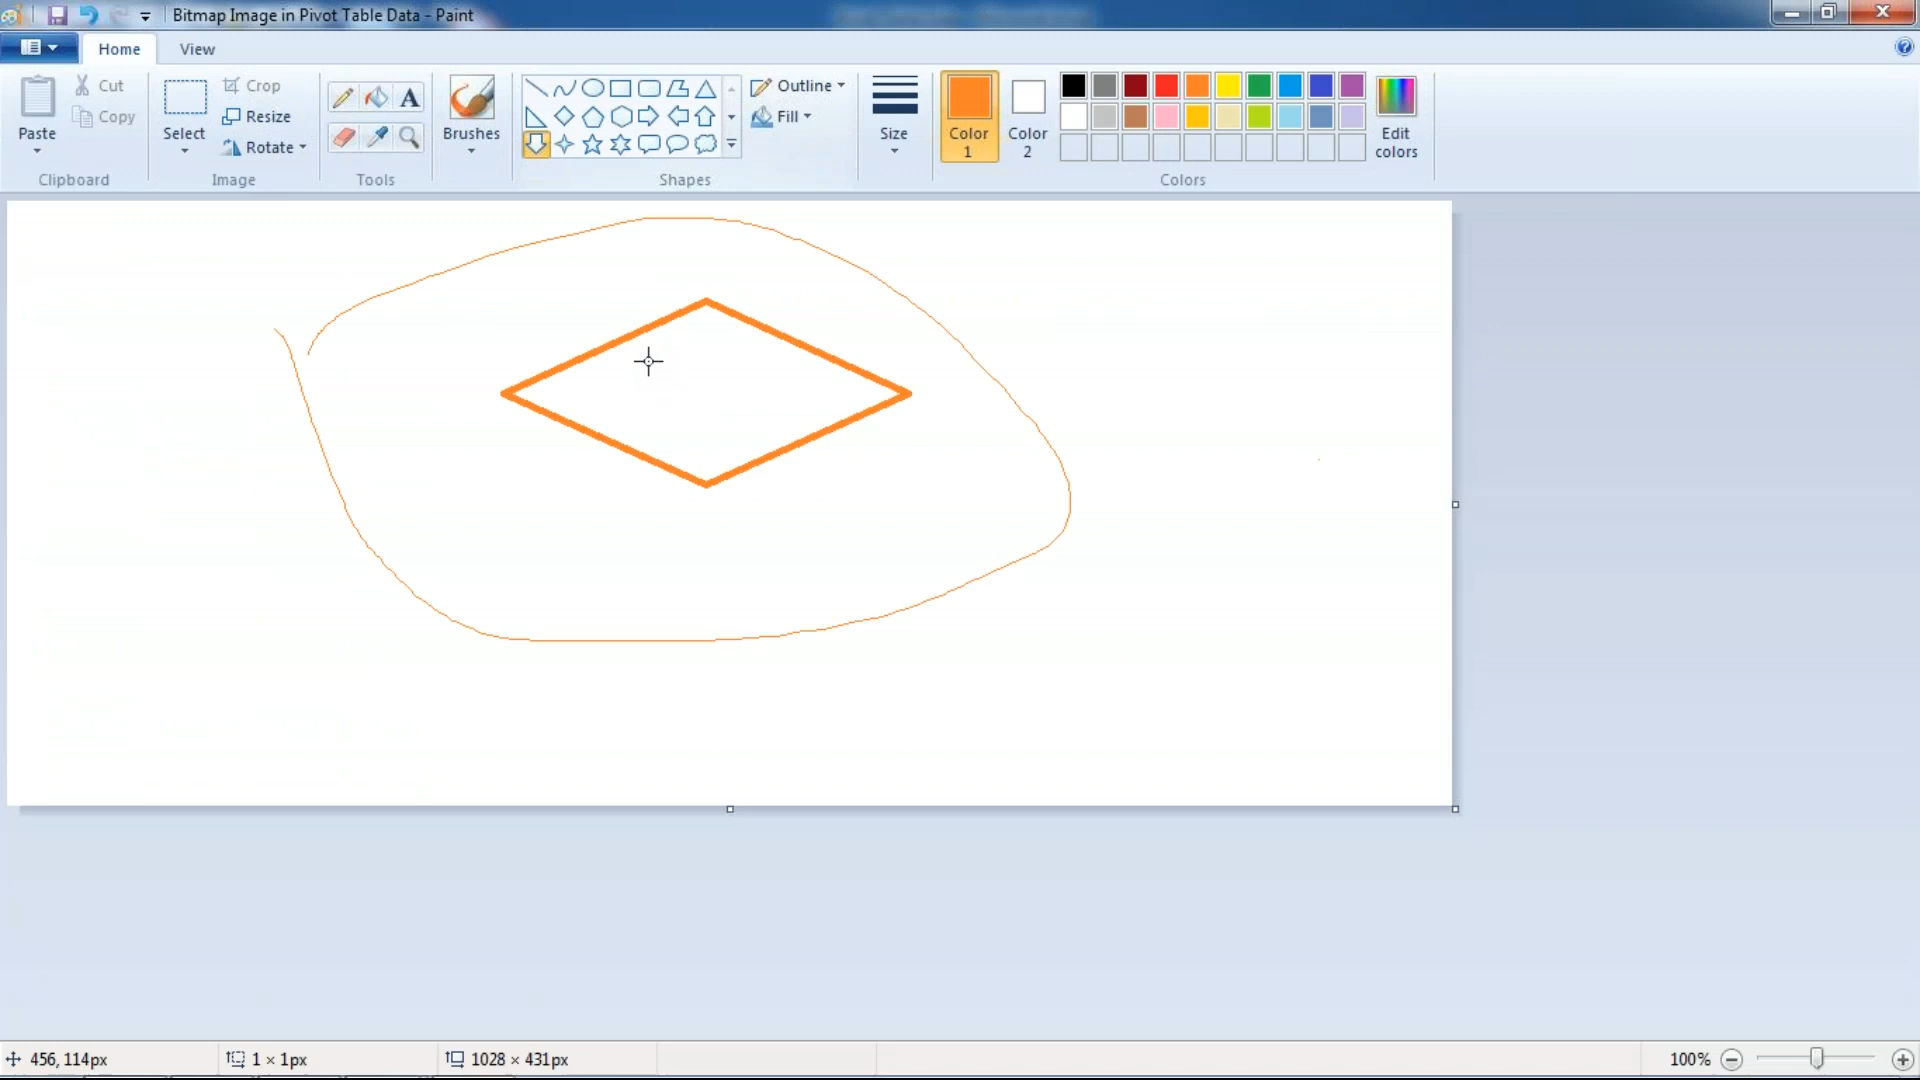 Bitmap Image in Pivot Table Data - Paint
Home View
Paste
Cut
Copy
Clipboard
Select
Crop
Resize
Rotate
Image
A
Tools
Brushes
Outline
Fill
Shapes
Size
Color 1
Color 2
Edit colors
Colors
456, 114px
1 × 1px
1028 × 431px
100%